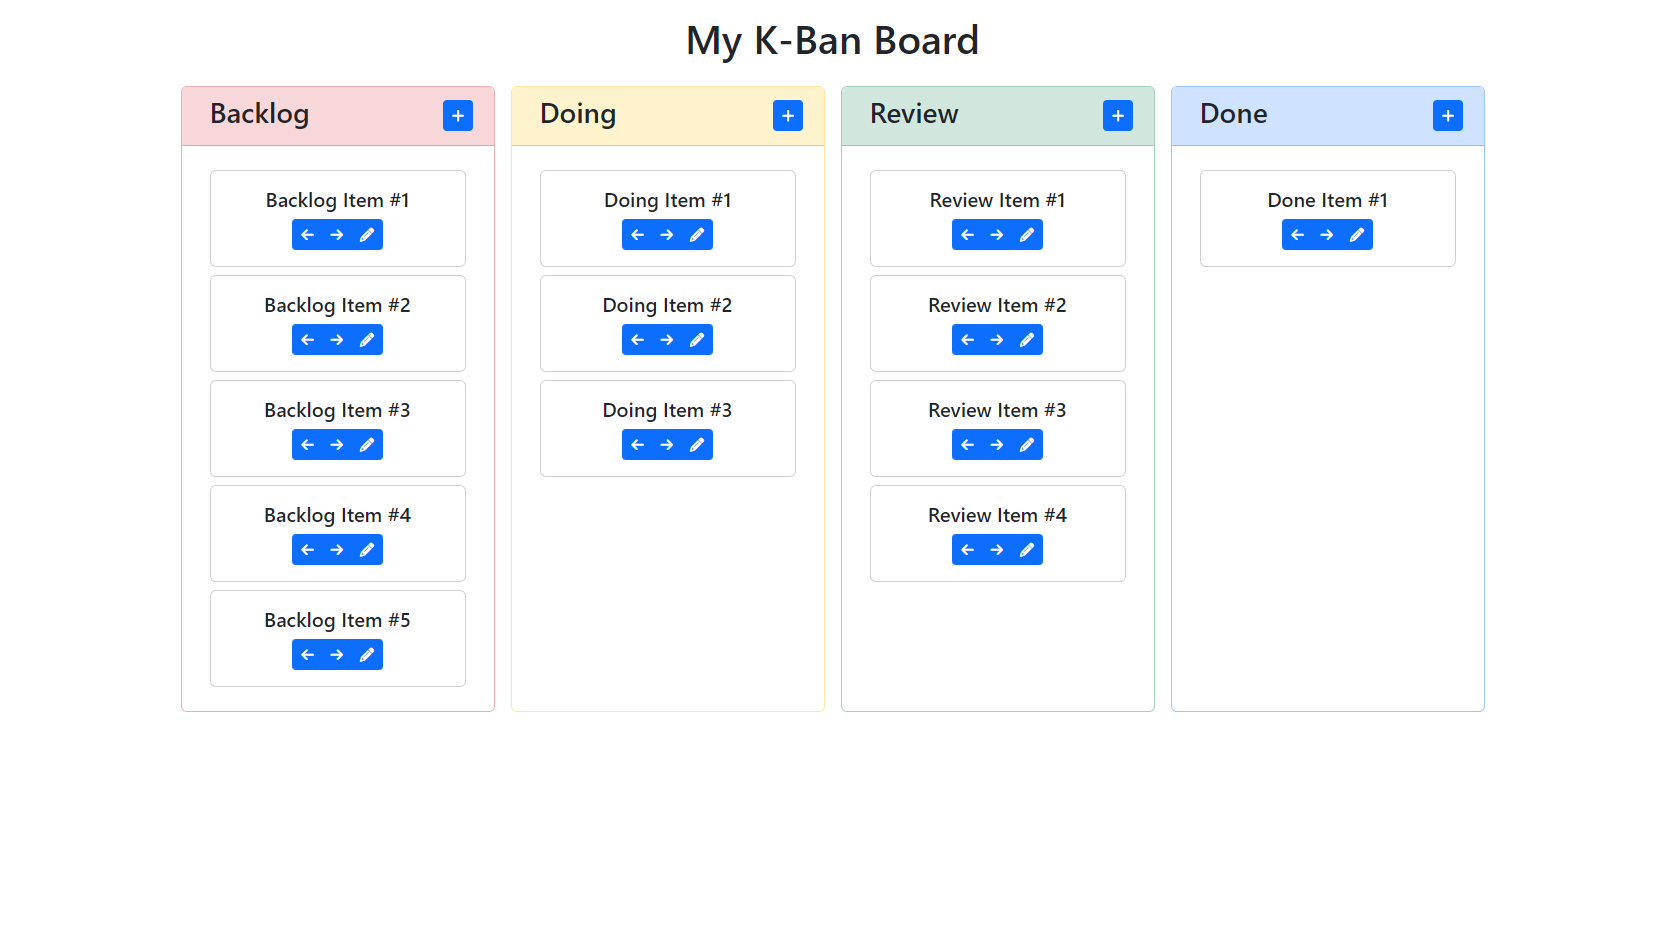 My K-Ban Board
Backlog
Backlog Item #1
Backlog Item #2
Backlog Item #3
Backlog Item #4
Backlog Item #5
Doing
Doing Item #1
Doing Item #2
Doing Item #3
Review
Review Item #1
Review Item #2
Review Item #3
Review Item #4
Done
Done Item #1